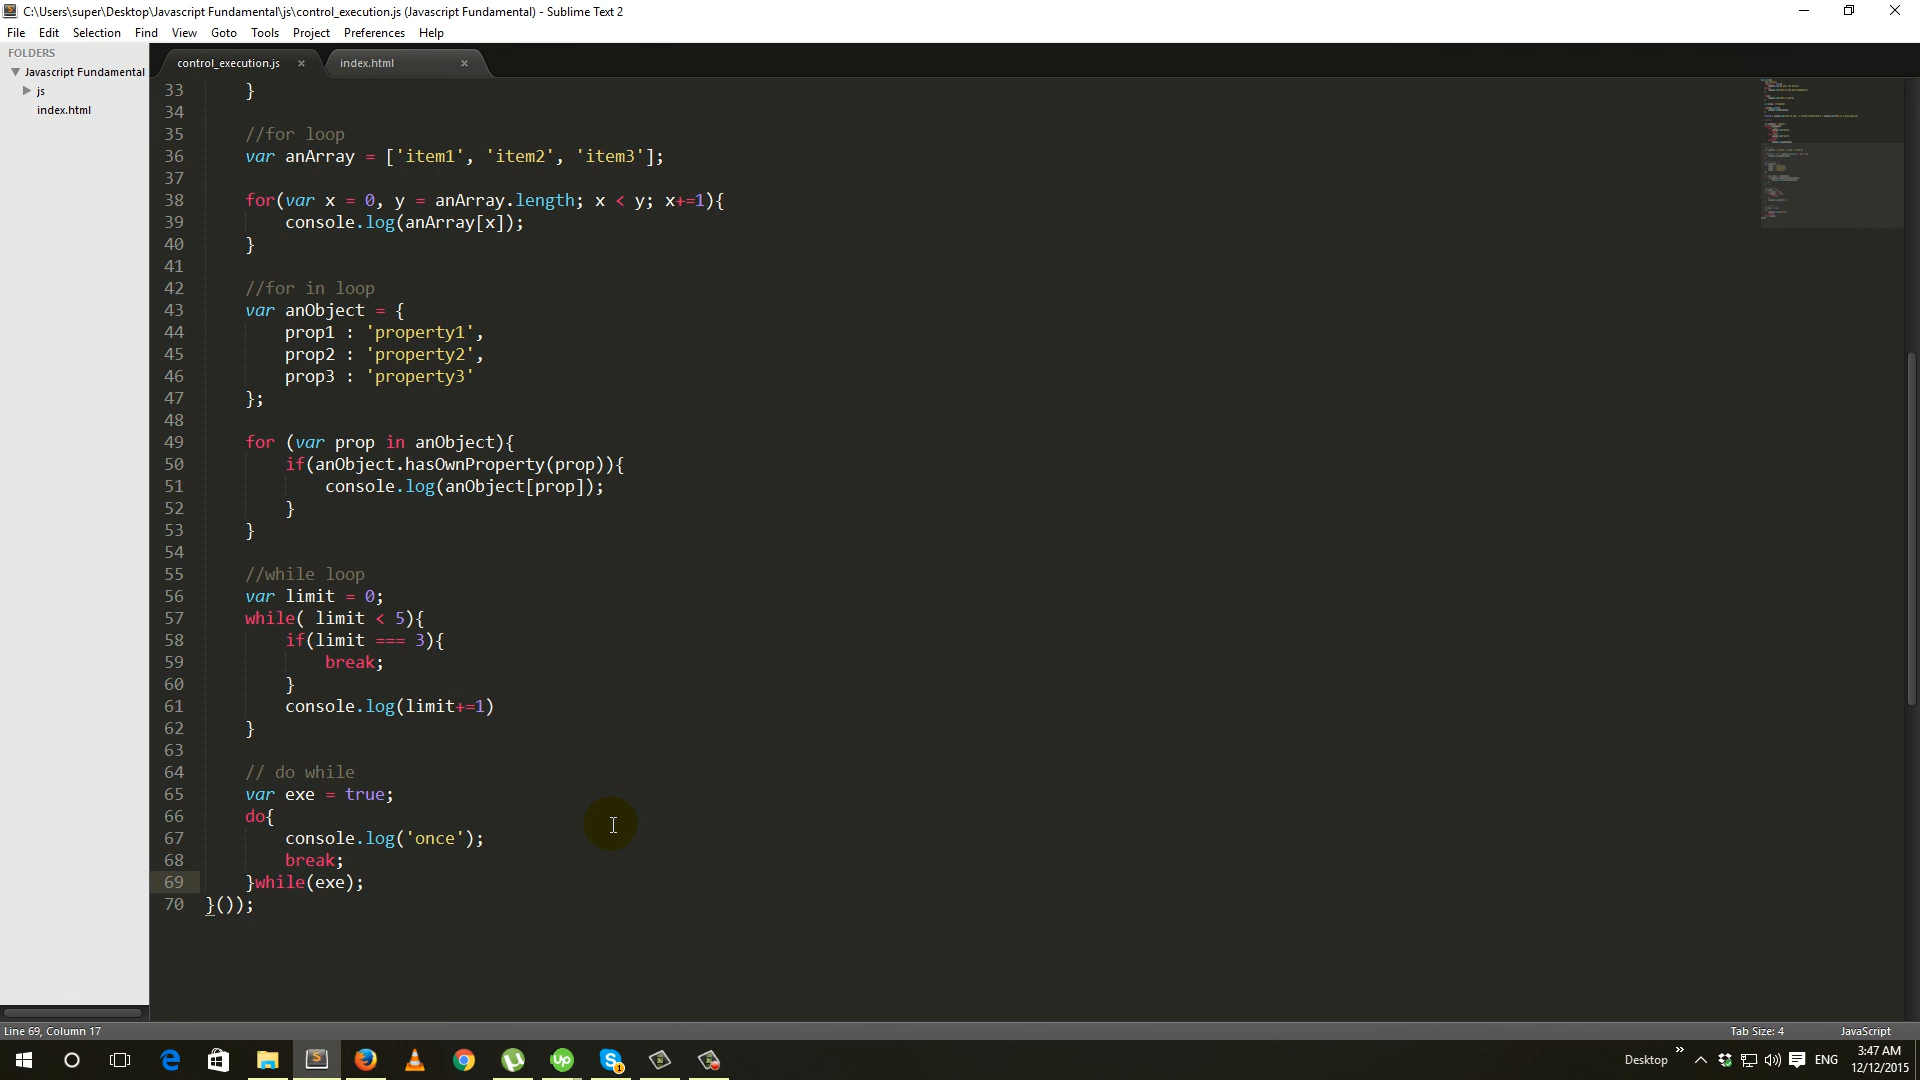 C:\Users\super\Desktop\Javascript Fundamental\js\control_execution.js (Javascript Fundamental) - Sublime Text 2
File Edit Selection Find View Goto Tools Project Preferences Help
FOLDERS
Javascript Fundamental
js
index.html
control_execution.js × index.html ×
33 }
34
35 //for loop
36 var anArray = ['item1', 'item2', 'item3'];
37
38 for(var x = 0, y = anArray.length; x < y; x+=1){
39 console.log(anArray[x]);
40 }
41
42 //for in loop
43 var anObject = {
44 prop1 : 'property1',
45 prop2 : 'property2',
46 prop3 : 'property3'
47 };
48
49 for (var prop in anObject){
50 if(anObject.hasOwnProperty(prop)){
51 console.log(anObject[prop]);
52 }
53 }
54
55 //while loop
56 var limit = 0;
57 while( limit < 5){
58 if(limit === 3){
59 break;
60 }
61 console.log(limit+=1)
62 }
63
64 // do while
65 var exe = true;
66 do{
67 console.log('once');
68 break;
69 }while(exe);
70 }());
Line 69, Column 17 Tab Size: 4 JavaScript
Desktop » ENG 3:47 AM
12/12/2015